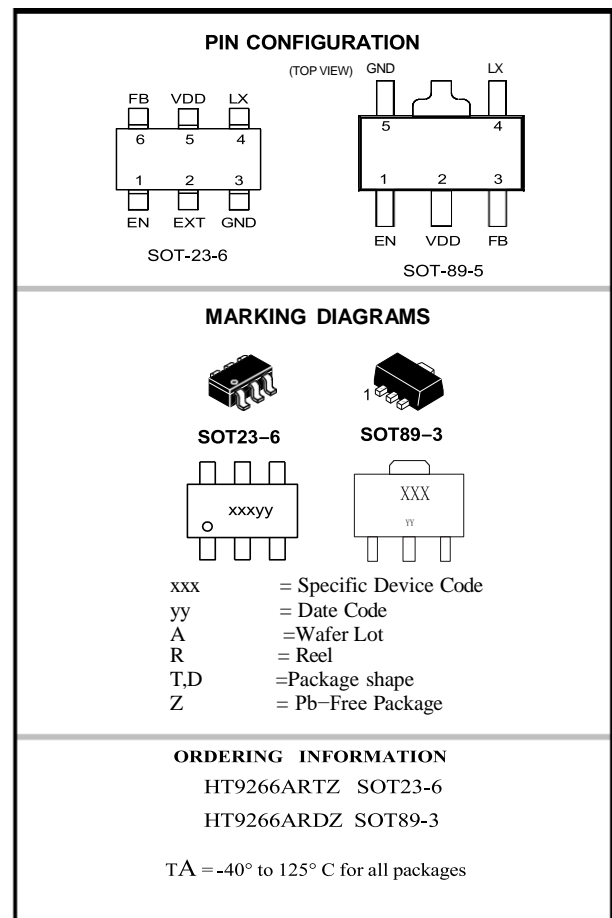 PIN CONFIGURATION
(TOP VIEW) GND LX
FB VDD LX
6 5 4
1 2 3
EN EXT GND
SOT-23-6
5 4
1 2 3
EN VDD FB
SOT-89-5
MARKING DIAGRAMS
1
SOT23−6 SOT89−3
xxxyy
XXX
YY
xxx = Specific Device Code
yy = Date Code
A =Wafer Lot
R = Reel
T,D =Package shape
Z = Pb−Free Package
ORDERING INFORMATION
HT9266ARTZ SOT23-6
HT9266ARDZ SOT89-3
TA = -40° to 125° C for all packages